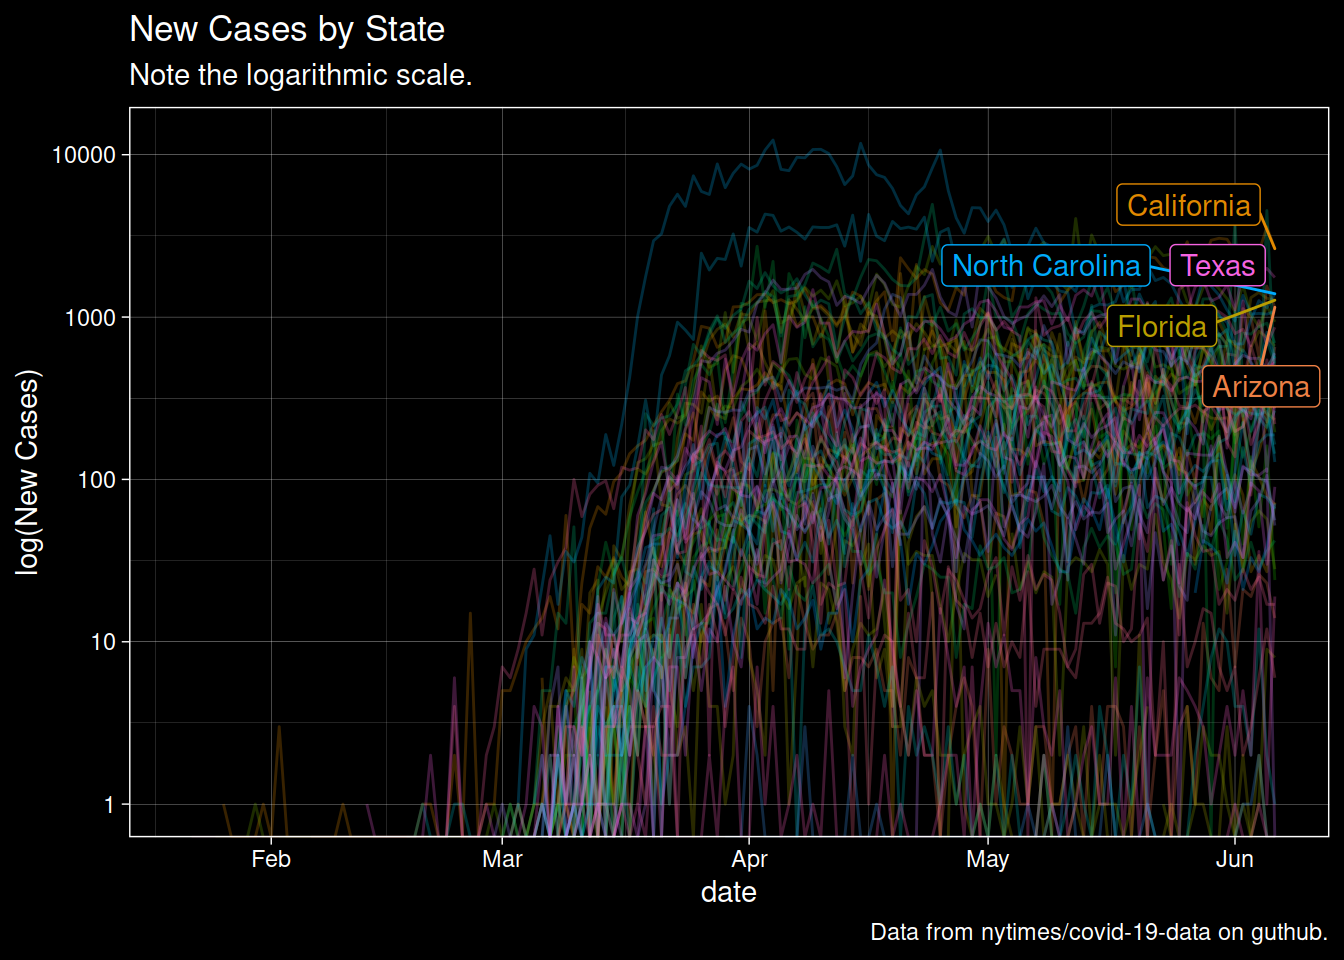 New Cases by State
Note the logarithmic scale.
log(New Cases)
10000
1000
100
10
1
California
North Carolina
Texas
Florida
Arizona
Feb
Mar
Apr
May
Jun
date
Data from nytimes/covid-19-data on guthub.